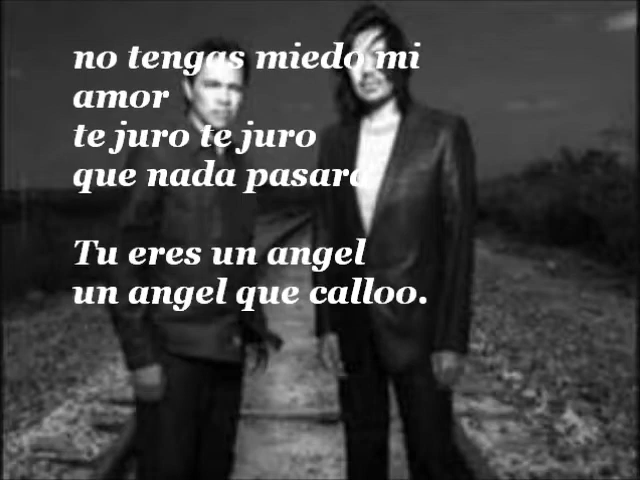 no tengas miedo mi
amor
te juro te juro
que nada pasara

Tu eres un angel
un angel que calloo.